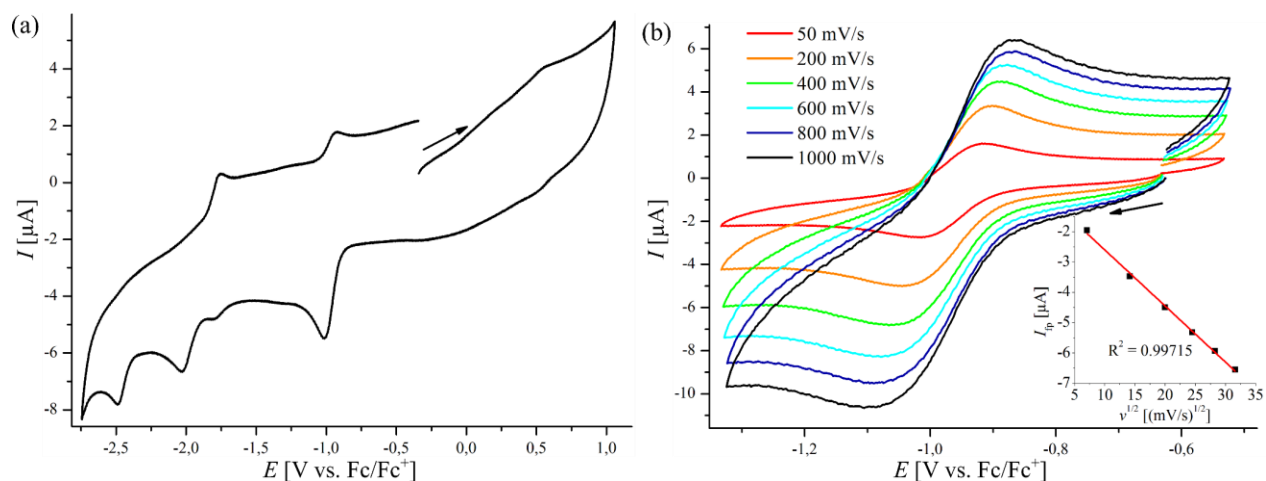 (a)
6
4
2
0
-2
-4
-6
-8
I [µA]
-2,5 -2,0 -1,5 -1,0 -0,5 0,0 0,5 1,0
E [V vs. Fc/Fc⁺]
(b)
50 mV/s
200 mV/s
400 mV/s
600 mV/s
800 mV/s
1000 mV/s
6
4
2
0
-2
-4
-6
-8
-10
I [µA]
-1,2 -1,0 -0,8 -0,6
E [V vs. Fc/Fc⁺]
-2
-3
-4
-5
-6
-7
I_fp [µA]
R² = 0.99715
5 10 15 20 25 30 35
v^1/2 [(mV/s)^1/2]